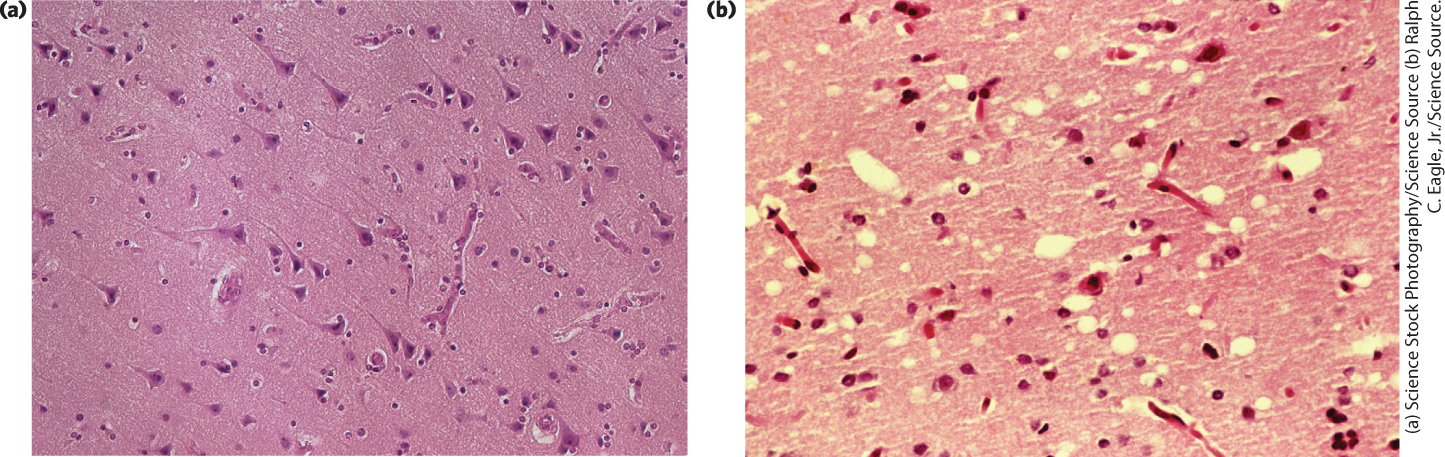 (a)
(b)
(a) Science Stock Photography/Science Source (b) Ralph
C. Eagle, Jr./Science Source.